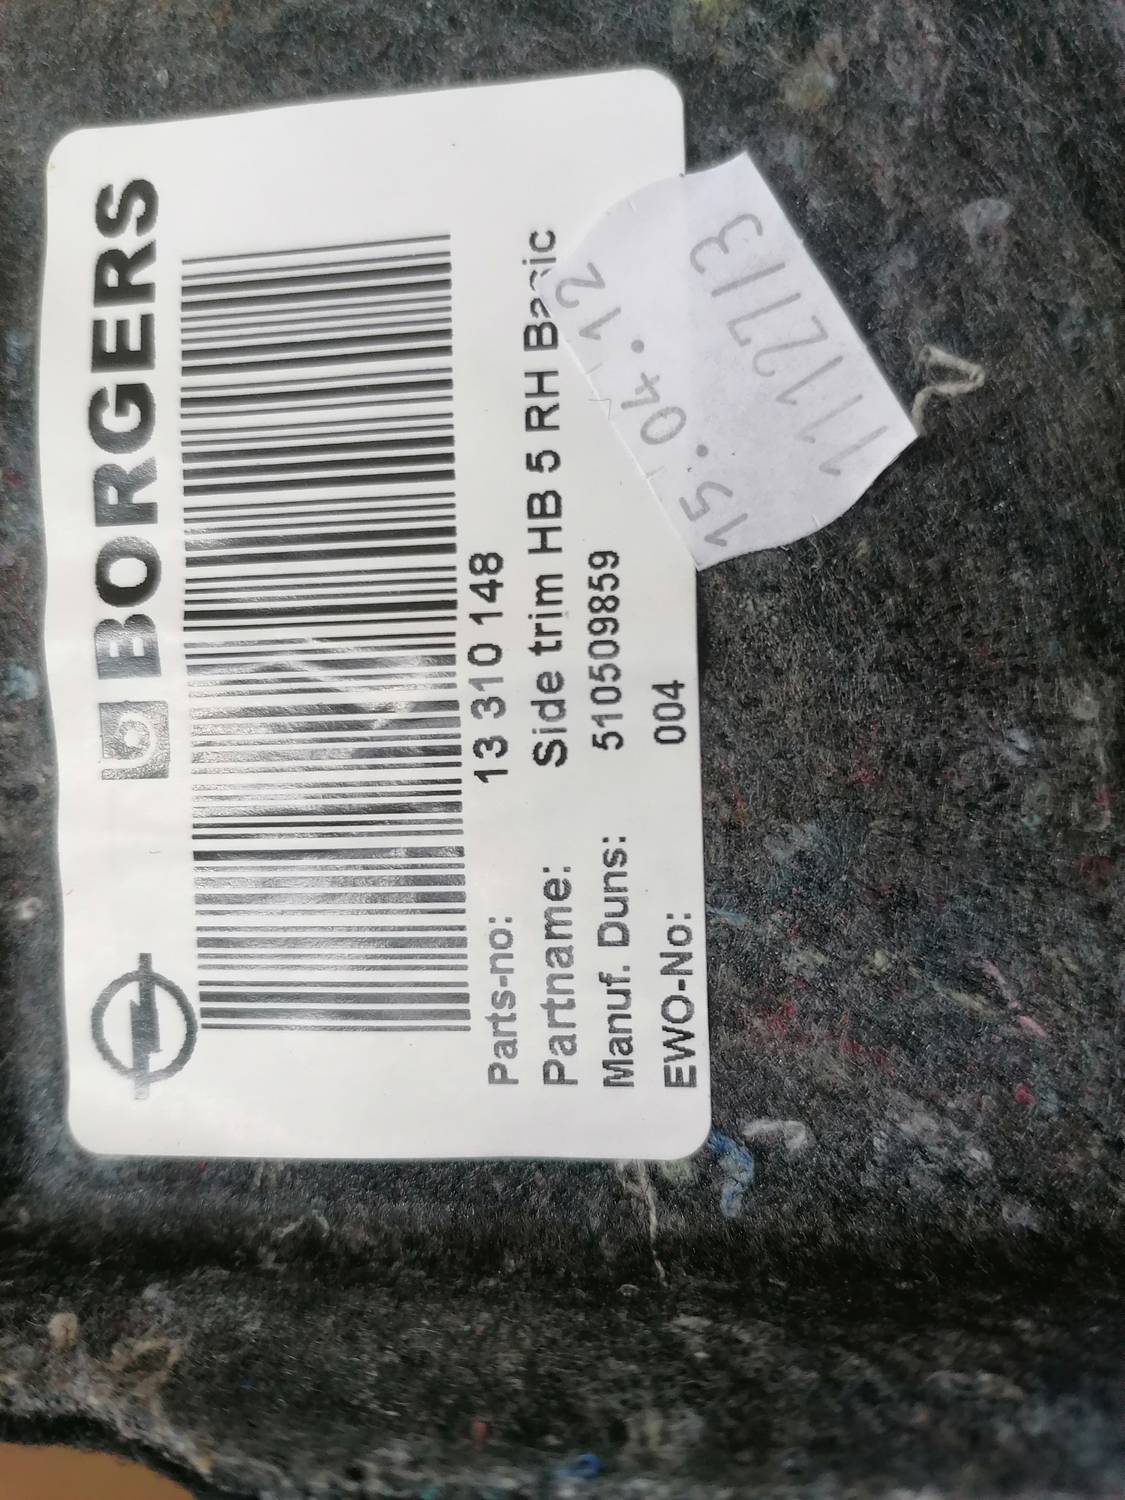 BORGERS
Parts-no: 13 310 148
Partname: Side trim HB 5 RH Basic
Manuf. Duns: 510509859
EWO-No: 004
15.04.12
1112713